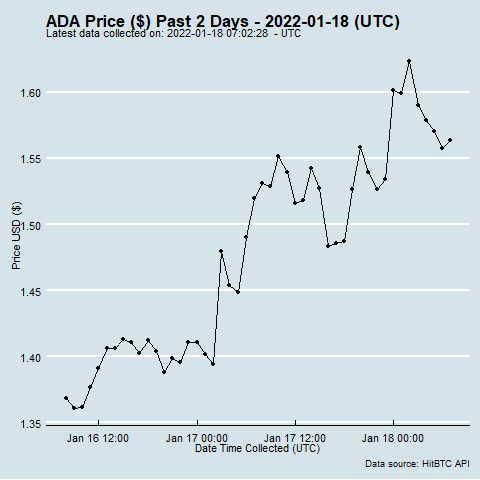 ADA Price ($) Past 2 Days - 2022-01-18 (UTC)
Latest data collected on: 2022-01-18 07:02:28 - UTC
Price USD ($)
1.60
1.55
1.50
1.45
1.40
1.35
Jan 16 12:00
Jan 17 00:00
Jan 17 12:00
Jan 18 00:00
Date Time Collected (UTC)
Data source: HitBTC API